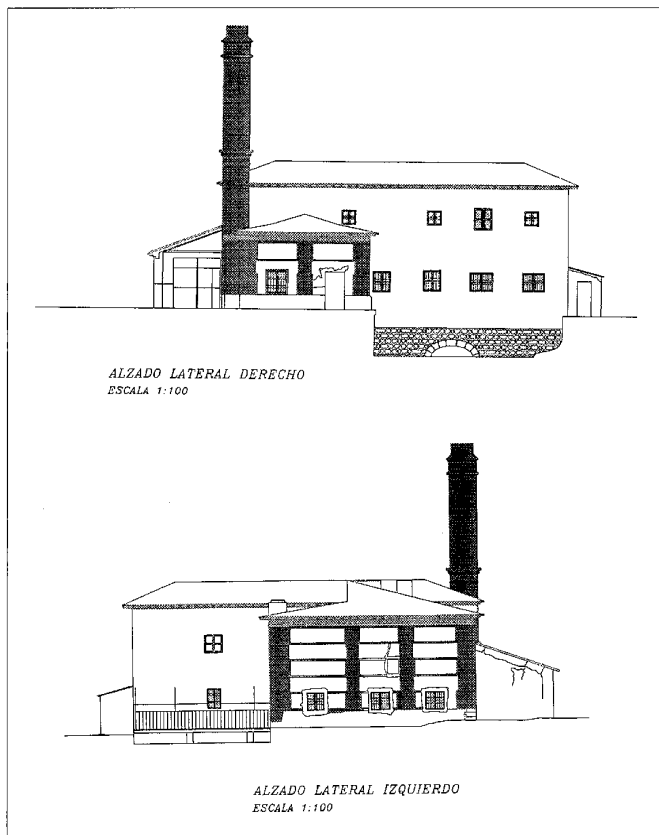 ALZADO LATERAL DERECHO
ESCALA 1:100
ALZADO LATERAL IZQUIERDO
ESCALA 1:100